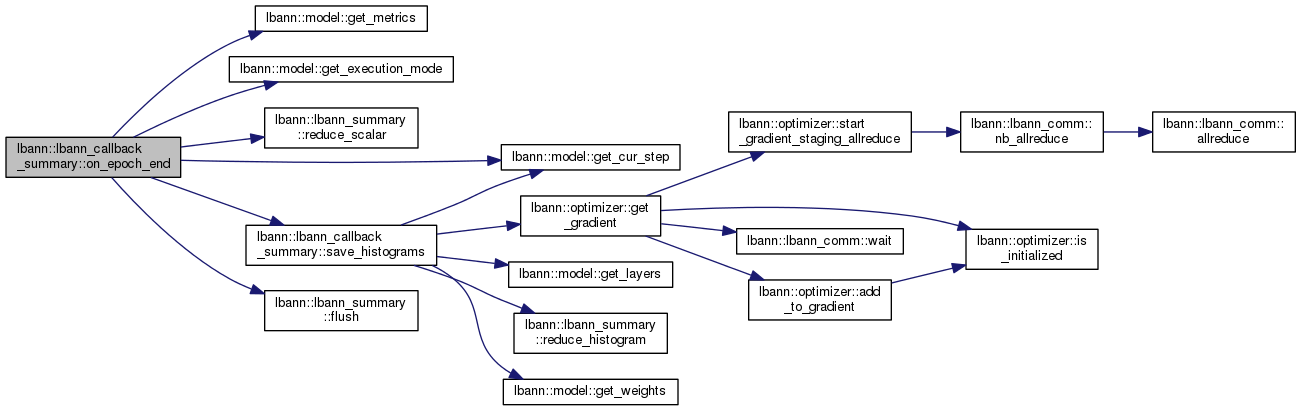 lbann::model::get_metrics
lbann::model::get_execution_mode
lbann::lbann_summary
::reduce_scalar
lbann::lbann_callback
_summary::on_epoch_end
lbann::model::get_cur_step
lbann::optimizer::start
_gradient_staging_allreduce
lbann::lbann_comm::
nb_allreduce
lbann::lbann_comm::
allreduce
lbann::optimizer::get
_gradient
lbann::lbann_callback
_summary::save_histograms
lbann::lbann_comm::wait
lbann::optimizer::is
_initialized
lbann::model::get_layers
lbann::optimizer::add
_to_gradient
lbann::lbann_summary
::flush
lbann::lbann_summary
::reduce_histogram
lbann::model::get_weights